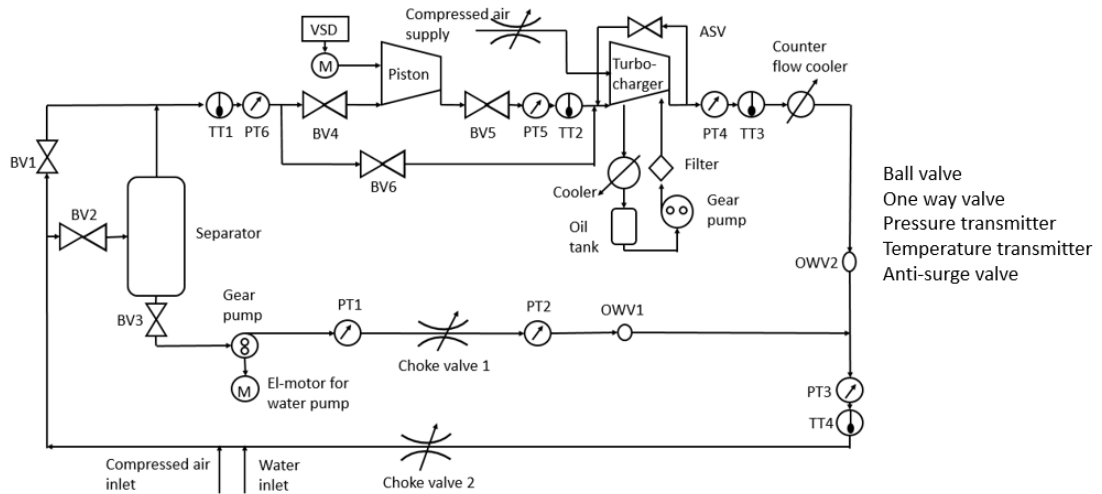 Compressed air
supply
VSD
M
Piston
Turbo-
charger
ASV
Counter
flow cooler
TT1
PT6
BV4
BV5
PT5
TT2
PT4
TT3
BV1
BV6
BV2
Separator
Cooler
Filter
Gear
pump
Oil
tank
Ball valve
One way valve
Pressure transmitter
Temperature transmitter
Anti-surge valve
OWV2
BV3
Gear
pump
PT1
PT2
OWV1
Choke valve 1
M
El-motor for
water pump
PT3
TT4
Compressed air
inlet
Water
inlet
Choke valve 2